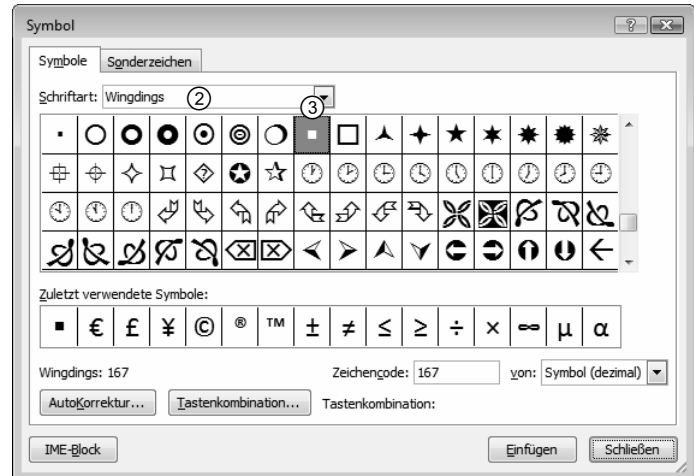 Symbol
Symbole Sonderzeichen
Schriftart: Wingdings ② ③
Zuletzt verwendete Symbole:
▪ € £ ¥ © ® ™ ± ≠ ≤ ≥ ÷ × ∞ µ α
Wingdings: 167 Zeichencode: 167 von: Symbol (dezimal)
AutoKorrektur... Tastenkombination... Tastenkombination:
IME-Block Einfügen Schließen